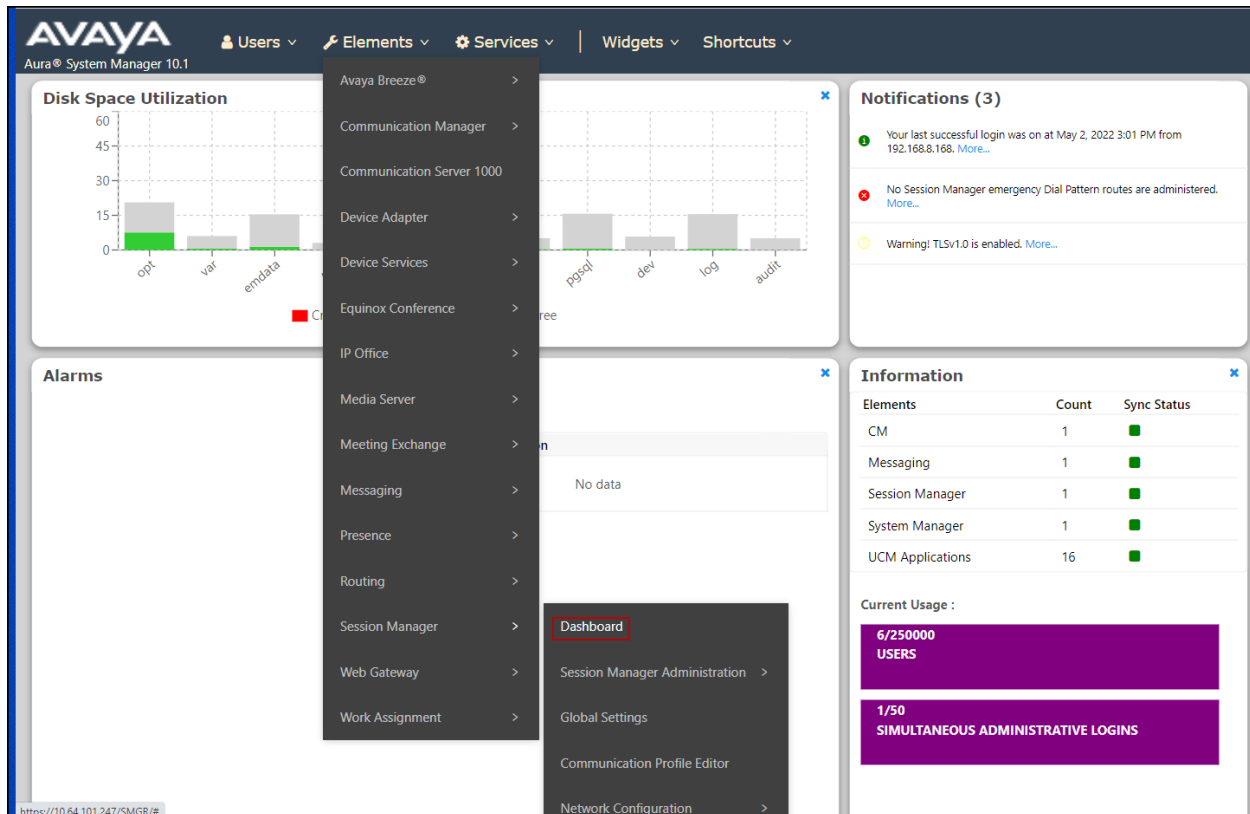 AVAYA
Aura® System Manager 10.1
Users
Elements
Services
Widgets
Shortcuts
Disk Space Utilization
60
45
30
15
0
opt
var
emdata
pgsql
dev
log
audit
Cr
ree
Notifications (3)
Your last successful login was on at May 2, 2022 3:01 PM from
192.168.8.168. More...
No Session Manager emergency Dial Pattern routes are administered.
More...
Warning! TLSv1.0 is enabled. More...
Avaya Breeze® >
Communication Manager >
Communication Server 1000
Device Adapter >
Device Services >
Equinox Conference >
IP Office >
Media Server >
Meeting Exchange >
Messaging >
Presence >
Routing >
Session Manager >
Web Gateway >
Work Assignment >
Dashboard
Session Manager Administration >
Global Settings
Communication Profile Editor
Network Configuration >
Alarms
n
No data
Information
Elements Count Sync Status
CM 1
Messaging 1
Session Manager 1
System Manager 1
UCM Applications 16
Current Usage :
6/250000
USERS
1/50
SIMULTANEOUS ADMINISTRATIVE LOGINS
https://10.64.101.247/SMGR/#